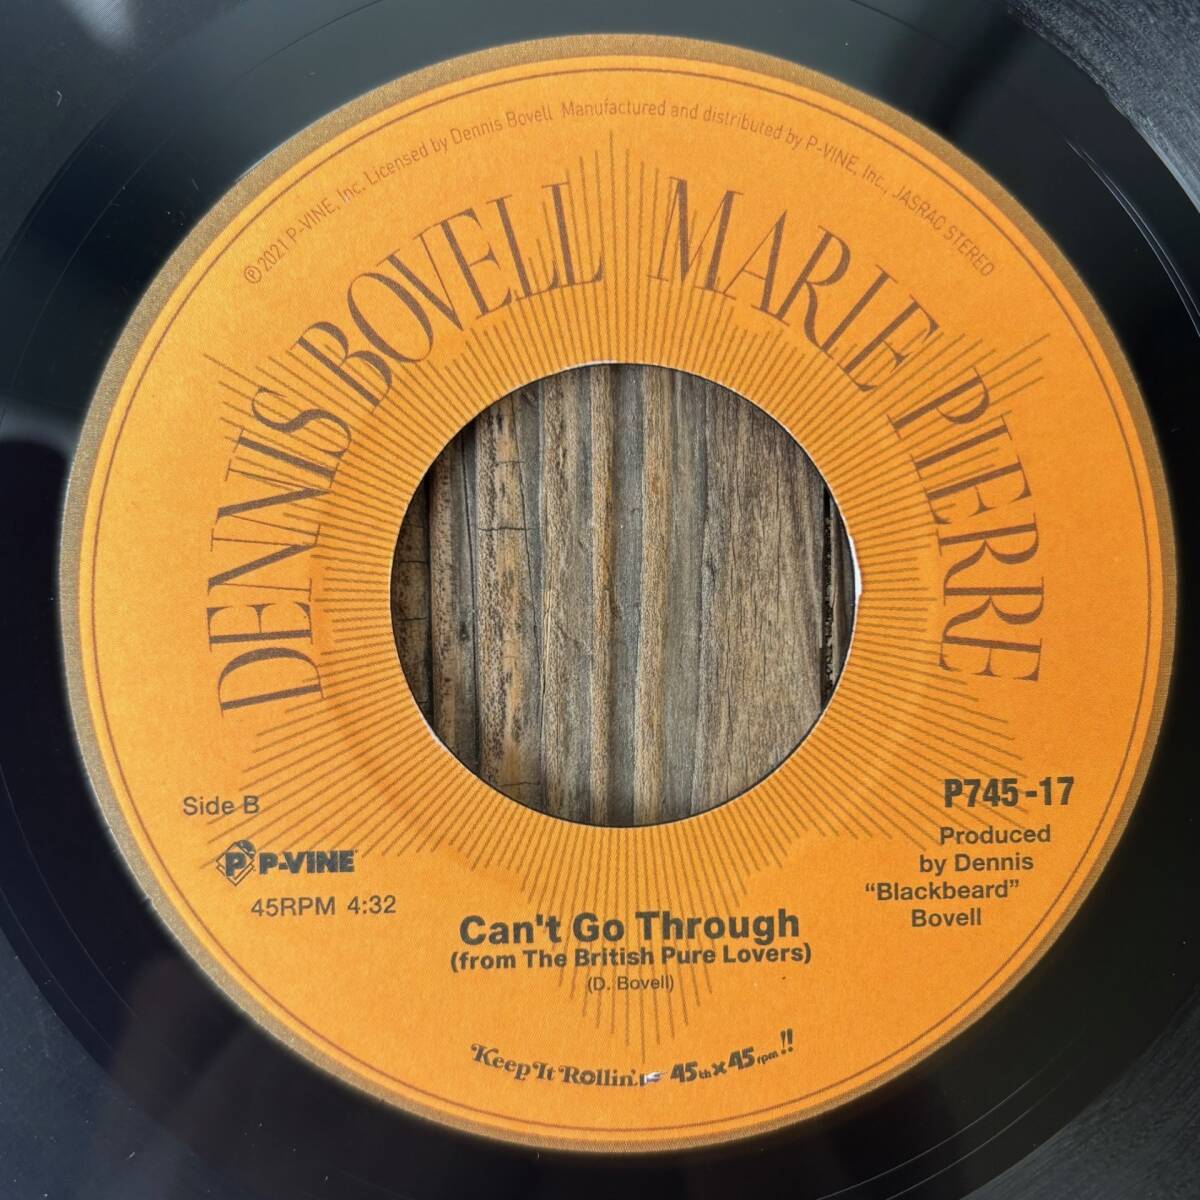 ℗2021 P-VINE, Inc. Licensed by Dennis Bovell Manufactured and distributed by P-VINE, Inc., JASRAC STEREO
DENNIS BOVELL MARIE PIERRE
Side B
P P-VINE
45RPM 4:32
P745-17
Produced
by Dennis
“Blackbeard”
Bovell
Can't Go Through
(from The British Pure Lovers)
(D. Bovell)
Keep It Rollin' 45th x 45rpm!!